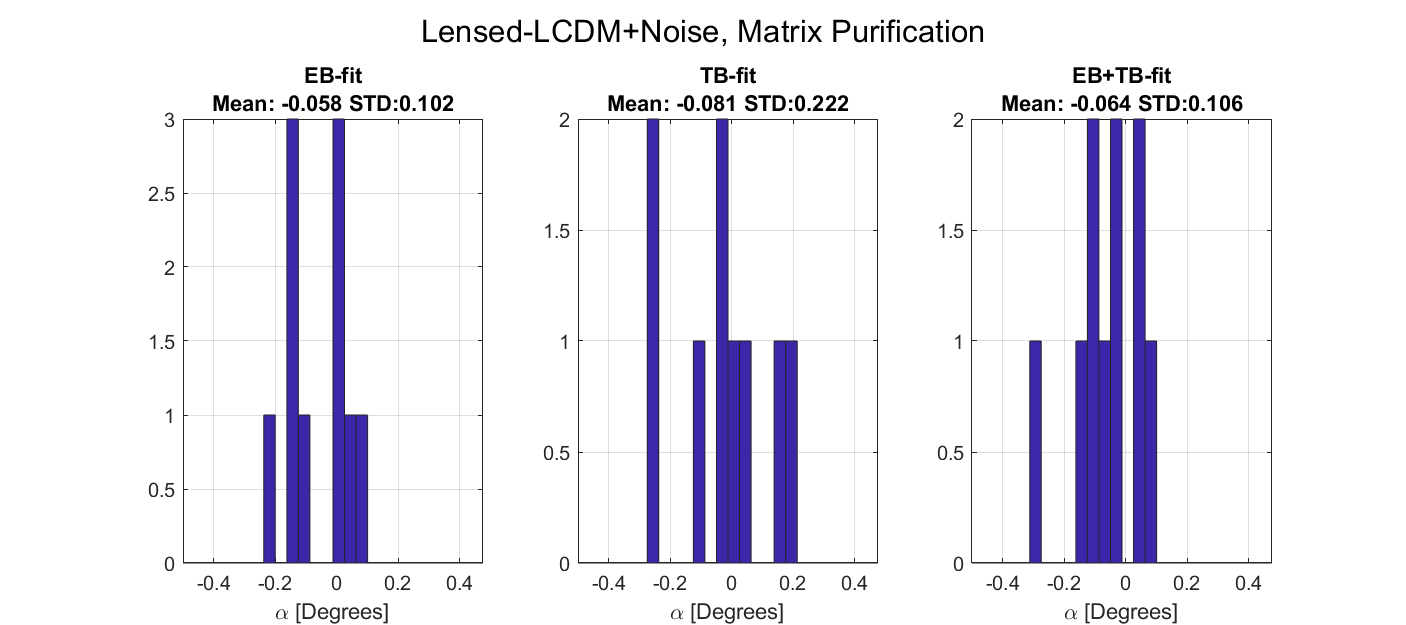 Lensed-LCDM+Noise, Matrix Purification
EB-fit
Mean: -0.058 STD:0.102
3
2.5
2
1.5
1
0.5
0
-0.4 -0.2 0 0.2 0.4
α [Degrees]
TB-fit
Mean: -0.081 STD:0.222
2
1.5
1
0.5
0
-0.4 -0.2 0 0.2 0.4
α [Degrees]
EB+TB-fit
Mean: -0.064 STD:0.106
2
1.5
1
0.5
0
-0.4 -0.2 0 0.2 0.4
α [Degrees]